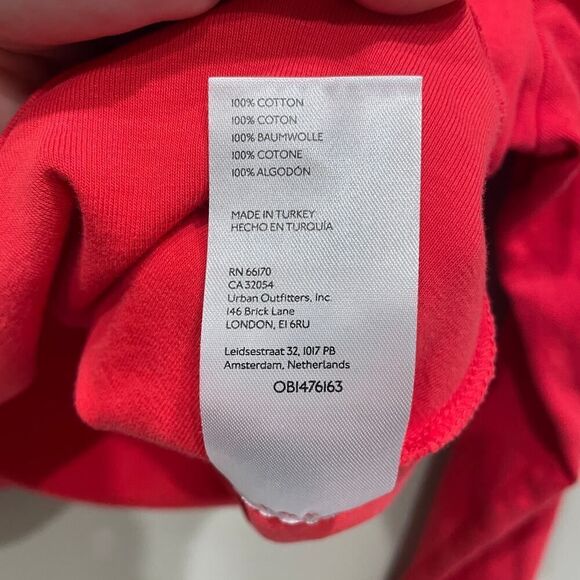 100% COTTON
100% COTON
100% BAUMWOLLE
100% COTONE
100% ALGODÓN
MADE IN TURKEY
HECHO EN TURQUÍA
RN 66170
CA 32054
Urban Outfitters, Inc.
146 Brick Lane
LONDON, E1 6RU
Leidsestraat 32, 1017 PB
Amsterdam, Netherlands
OB1476163